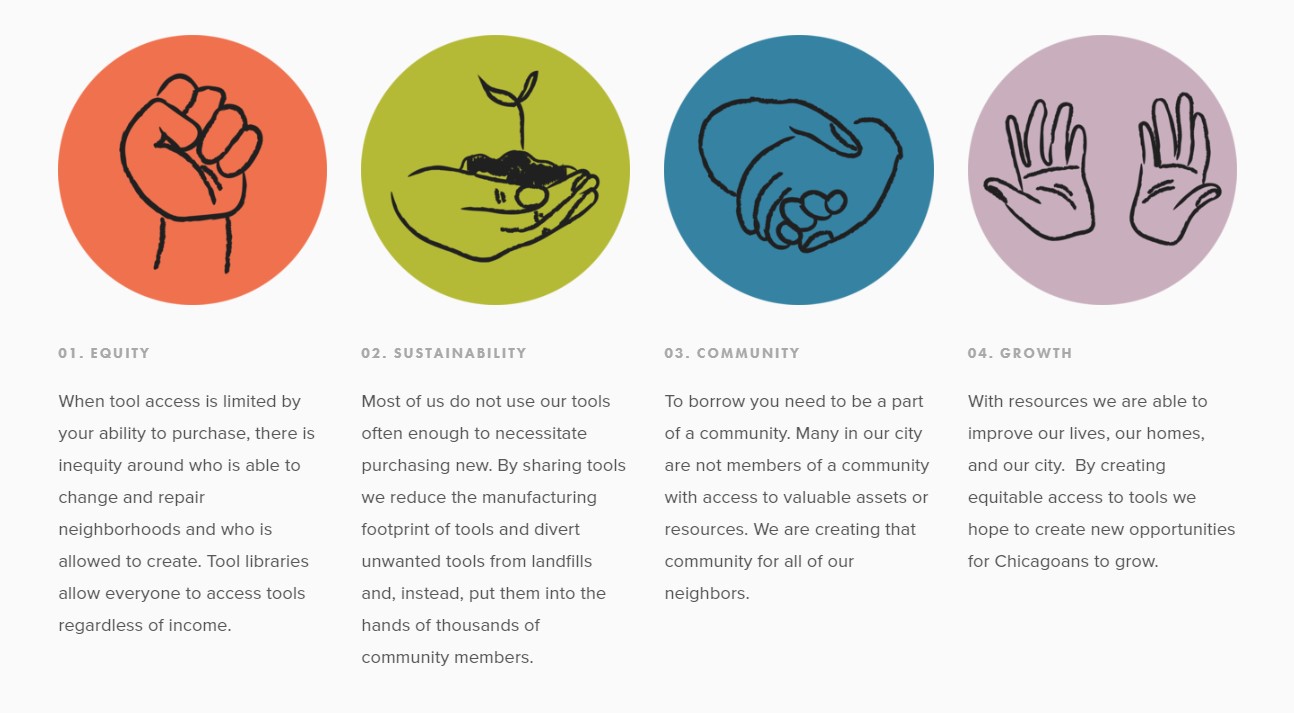 01. EQUITY
When tool access is limited by
your ability to purchase, there is
inequity around who is able to
change and repair
neighborhoods and who is
allowed to create. Tool libraries
allow everyone to access tools
regardless of income.
02. SUSTAINABILITY
Most of us do not use our tools
often enough to necessitate
purchasing new. By sharing tools
we reduce the manufacturing
footprint of tools and divert
unwanted tools from landfills
and, instead, put them into the
hands of thousands of
community members.
03. COMMUNITY
To borrow you need to be a part
of a community. Many in our city
are not members of a community
with access to valuable assets or
resources. We are creating that
community for all of our
neighbors.
04. GROWTH
With resources we are able to
improve our lives, our homes,
and our city.  By creating
equitable access to tools we
hope to create new opportunities
for Chicagoans to grow.